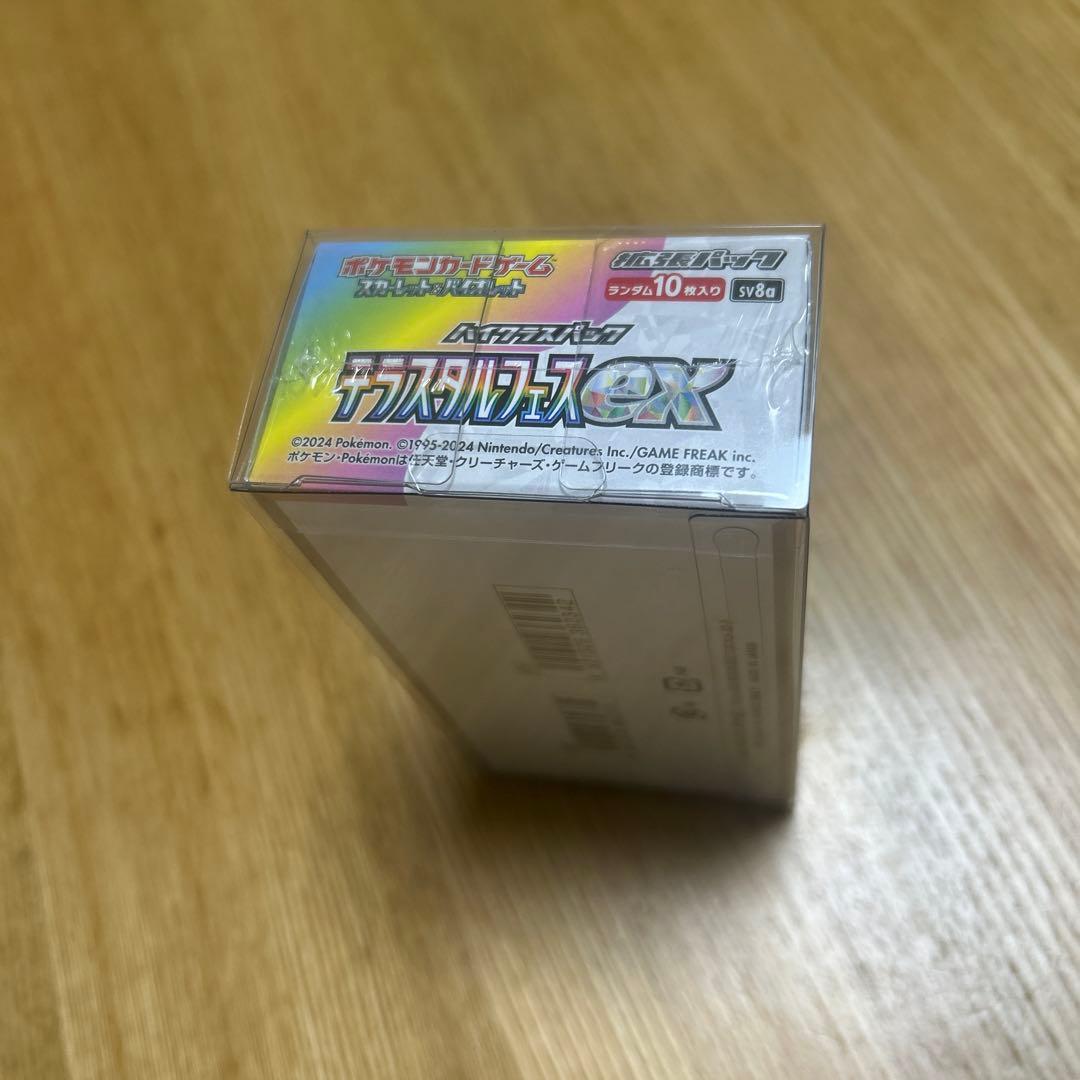 ポケモンカードゲーム
スカーレット&バイオレット
拡張パック
ランダム10枚入り SV8a
ハイクラスパック
テラスタルフェスex
©2024 Pokémon. ©1995-2024 Nintendo/Creatures Inc./GAME FREAK inc.
ポケモン・Pokémonは任天堂・クリーチャーズ・ゲームフリークの登録商標です。